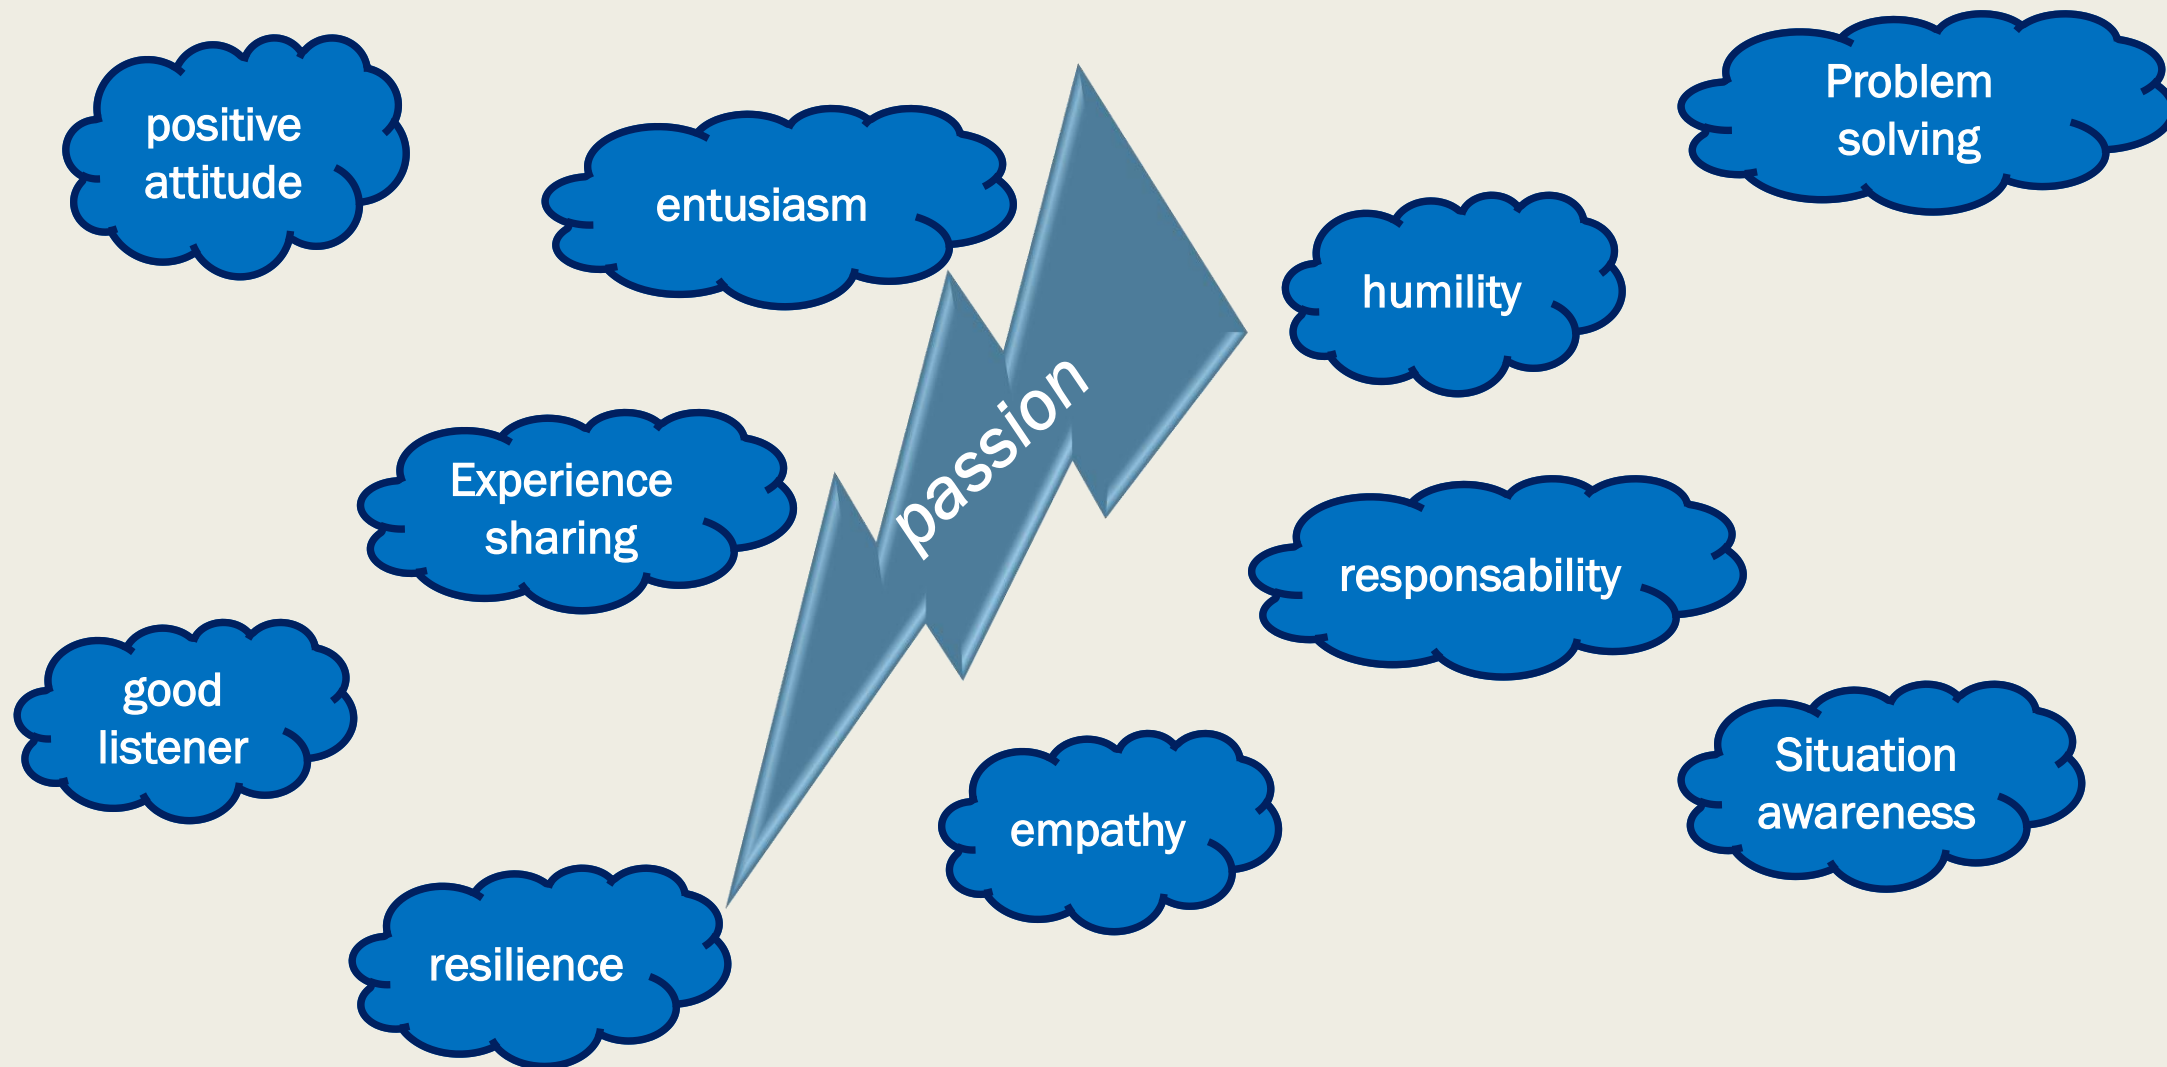 positive
attitude
entusiasm
Problem
solving
humility
passion
Experience
sharing
responsability
good
listener
empathy
Situation
awareness
resilience